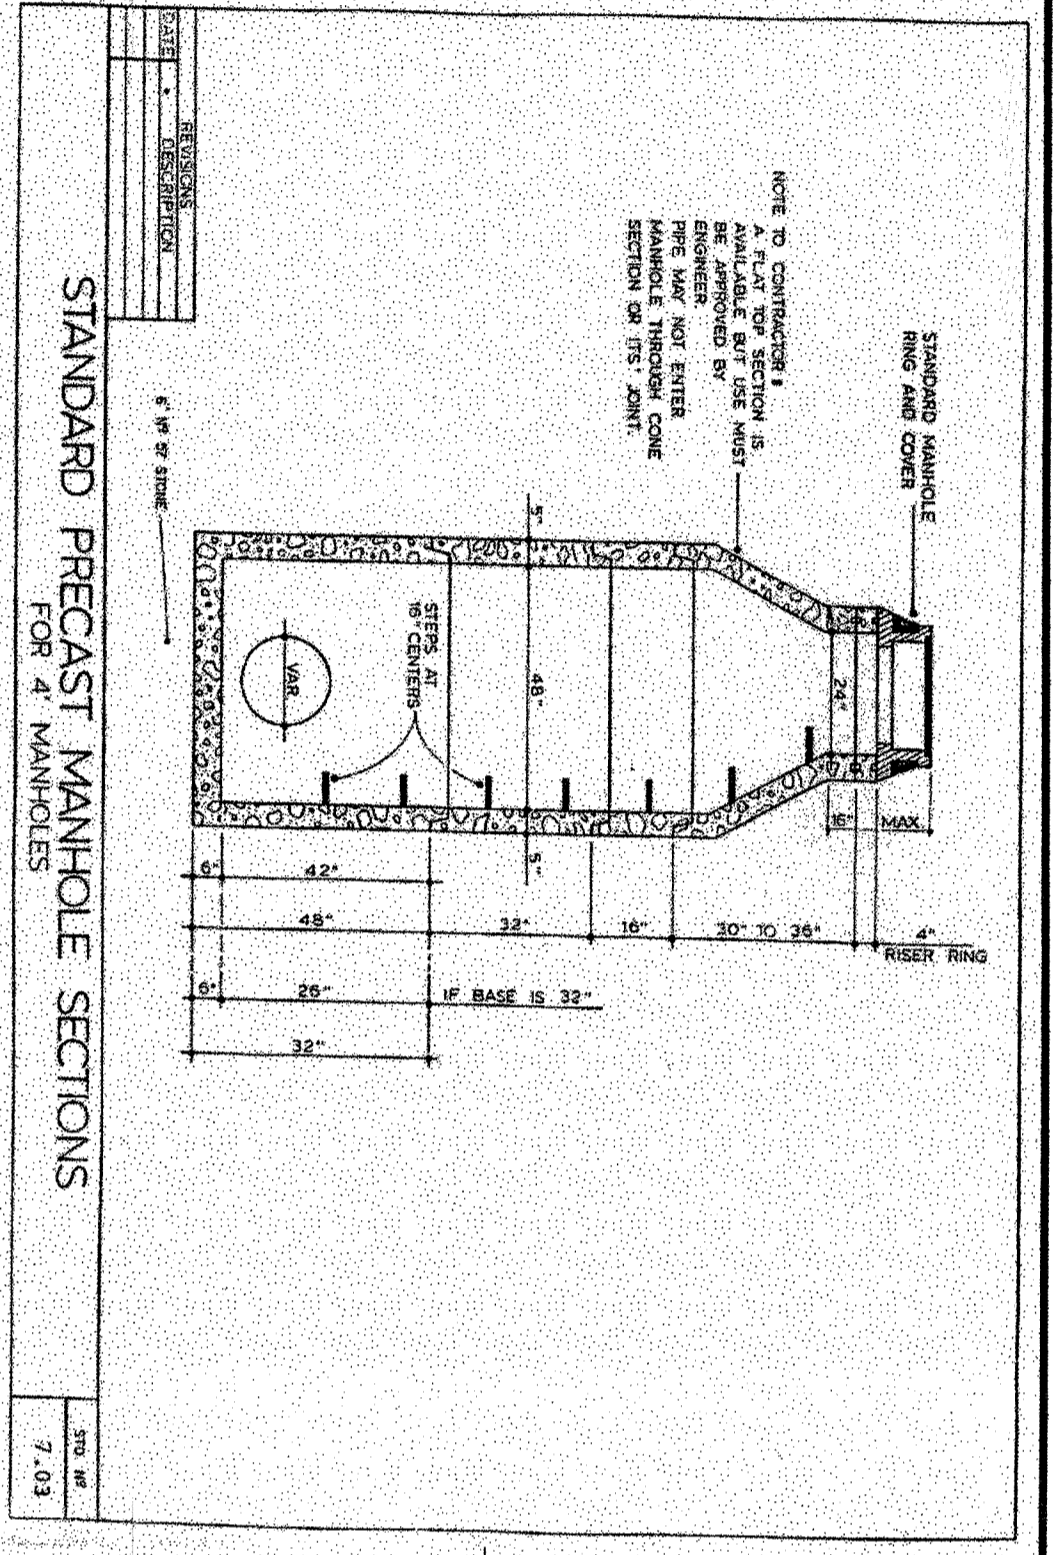 STANDARD MANHOLE
RING AND COVER
NOTE TO CONTRACTOR:
A FLAT TOP SECTION IS
AVAILABLE BUT USE MUST
BE APPROVED BY
ENGINEER.
PIPE MAY NOT ENTER
MANHOLE THROUGH CONE
SECTION OR ITS' JOINT.
24"
16" MAX.
4"
RISER RING
30" TO 36"
16"
32"
5"
48"
5"
STEPS AT
16" CENTERS
VAR
6"
42"
48"
6"
26"
IF BASE IS 32"
32"
6" Nº 57 STONE
REVISIONS
DATE • DESCRIPTION
STANDARD PRECAST MANHOLE SECTIONS
FOR 4' MANHOLES
STD Nº
7.03